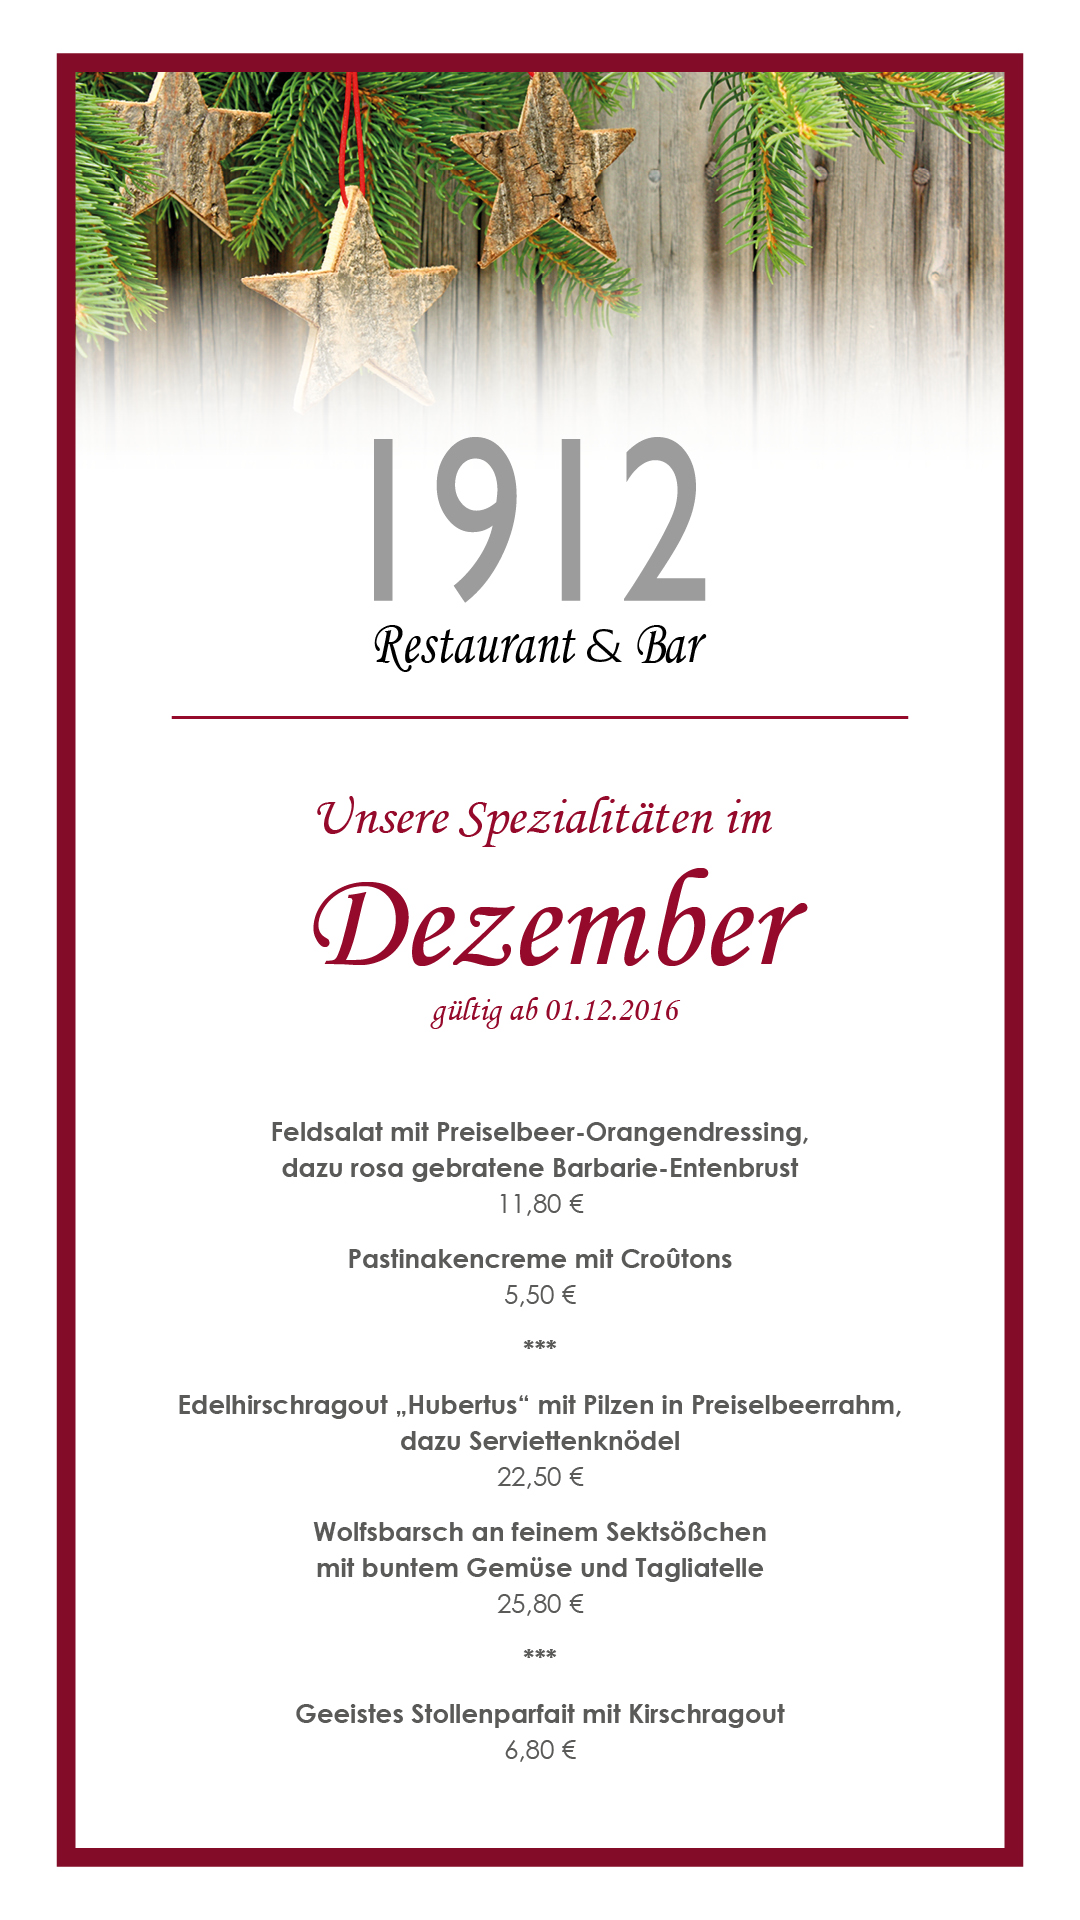 1912
Restaurant & Bar
Unsere Spezialitäten im
Dezember
gültig ab 01.12.2016
Feldsalat mit Preiselbeer-Orangendressing,
dazu rosa gebratene Barbarie-Entenbrust
11,80 €
Pastinakencreme mit Croûtons
5,50 €
***
Edelhirschragout „Hubertus“ mit Pilzen in Preiselbeerrahm,
dazu Serviettenknödel
22,50 €
Wolfsbarsch an feinem Sektsößchen
mit buntem Gemüse und Tagliatelle
25,80 €
***
Geeistes Stollenparfait mit Kirschragout
6,80 €